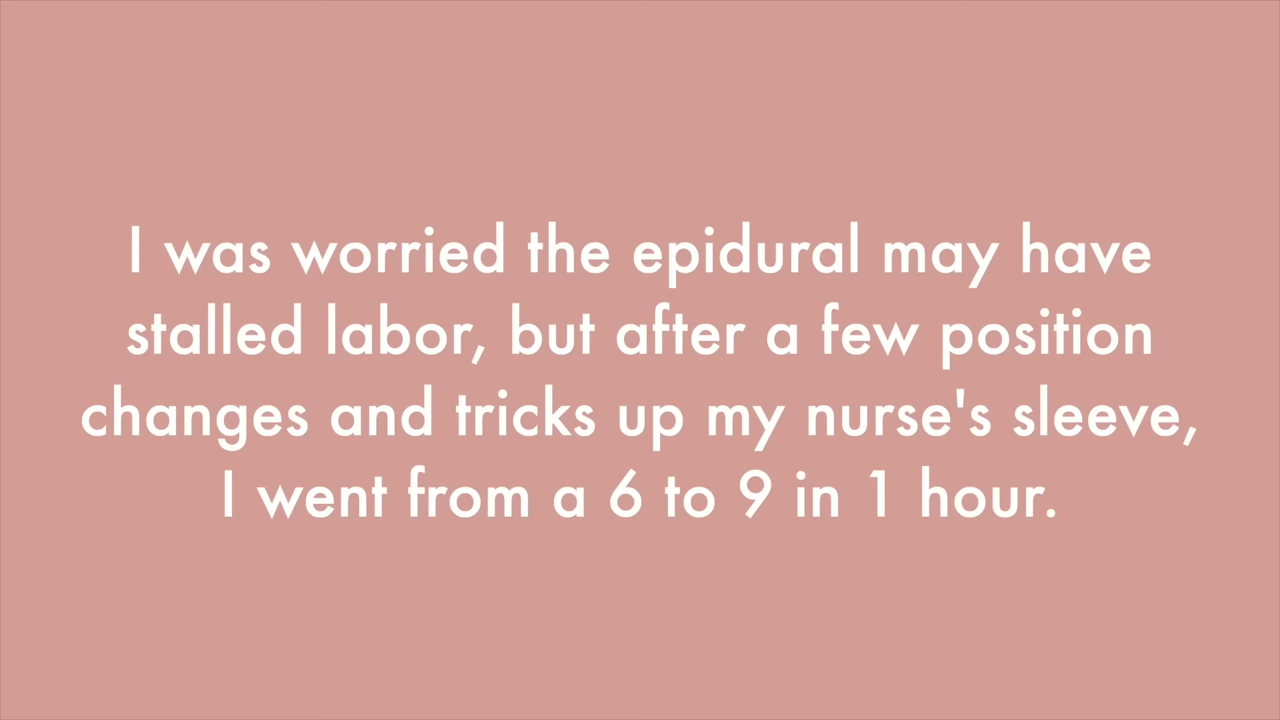 I was worried the epidural may have
stalled labor, but after a few position
changes and tricks up my nurse's sleeve,
I went from a 6 to 9 in 1 hour.